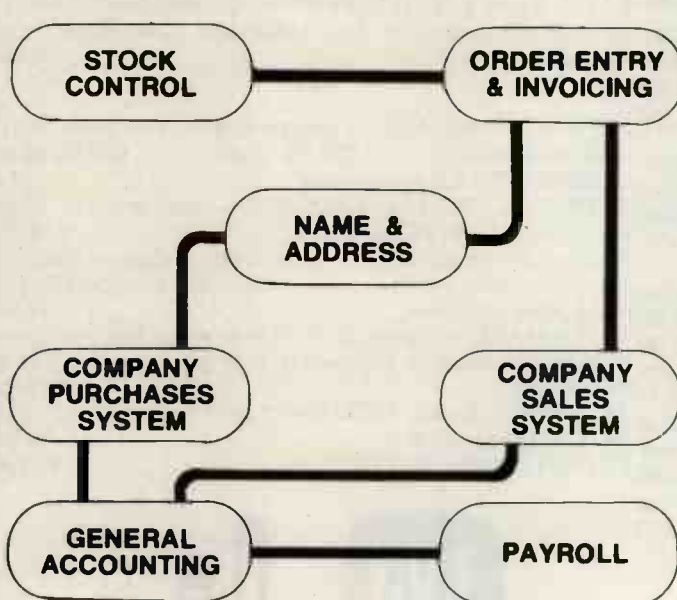 STOCK
CONTROL
ORDER ENTRY
& INVOICING
NAME &
ADDRESS
COMPANY
PURCHASES
SYSTEM
COMPANY
SALES
SYSTEM
GENERAL
ACCOUNTING
PAYROLL